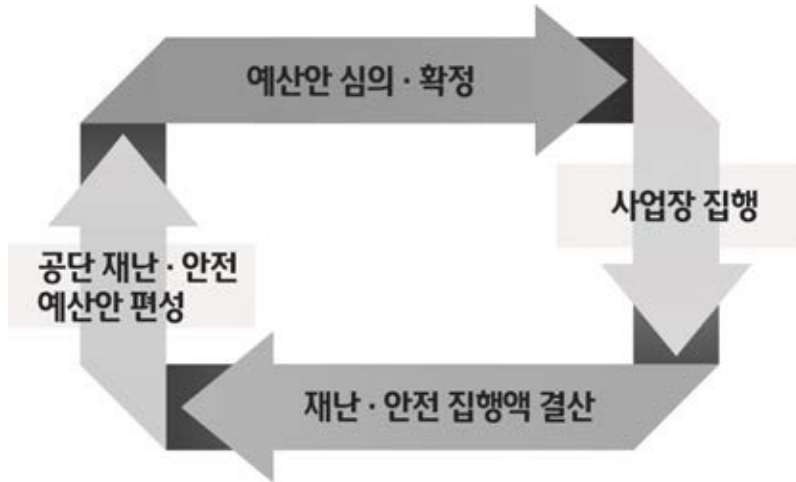 예산안 심의 · 확정
사업장 집행
공단 재난 · 안전
예산안 편성
재난 · 안전 집행액 결산